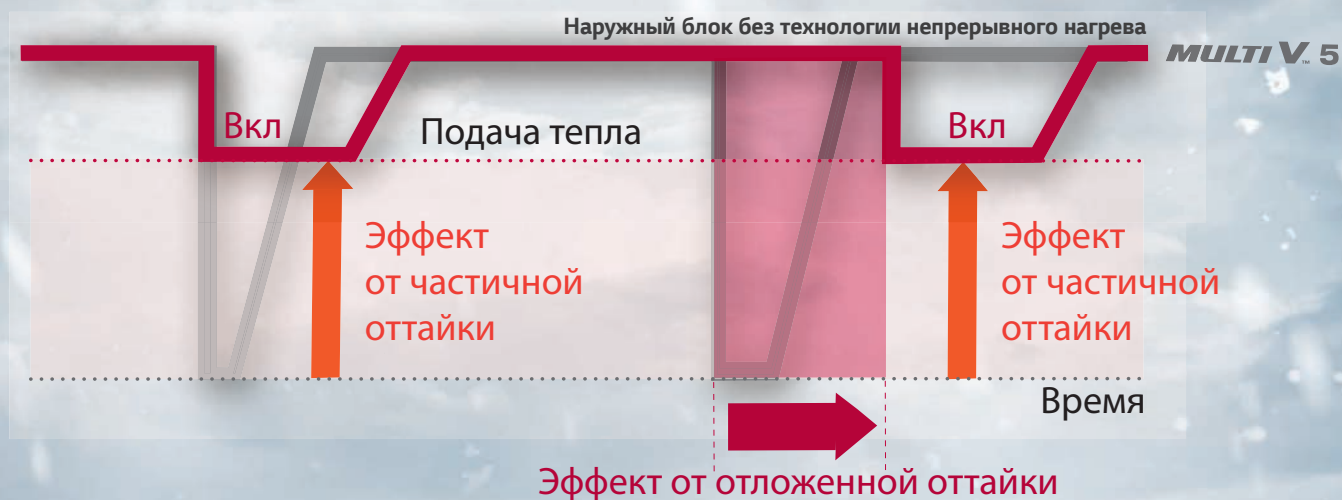 Наружный блок без технологии непрерывного нагрева
MULTI V™ 5
Вкл
Подача тепла
Вкл
Эффект
от частичной
оттайки
Эффект
от частичной
оттайки
Время
Эффект от отложенной оттайки